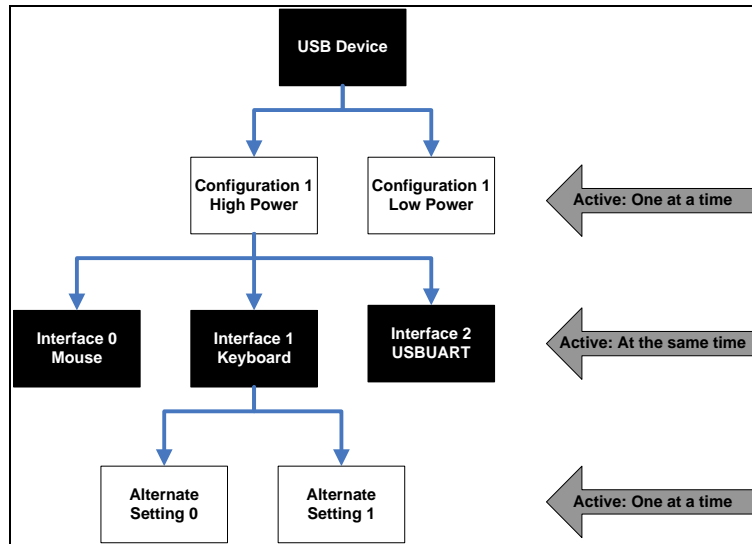 USB Device
Configuration 1
High Power
Configuration 1
Low Power
Active: One at a time
Interface 0
Mouse
Interface 1
Keyboard
Interface 2
USBUART
Active: At the same time
Alternate
Setting 0
Alternate
Setting 1
Active: One at a time